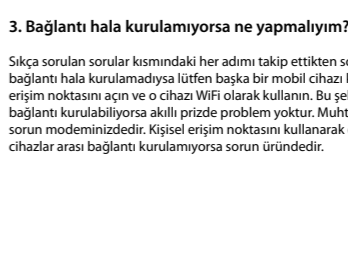 3. Bağlantı hala kurulamıyorsa ne yapmalıyım?
Sıkça sorulan sorular kısmındaki her adımı takip ettikten
bağlantı hala kurulamadıysa lütfen başka bir mobil cihazı
erişim noktasını açın ve o cihazı WiFi olarak kullanın. Bu
bağlantı kurulabiliyorsa akıllı prizde problem yoktur.
sorun modeminizdedir. Kişisel erişim noktasını kullanarak
cihazlar arası bağlantı kurulamıyorsa sorun üründedir.